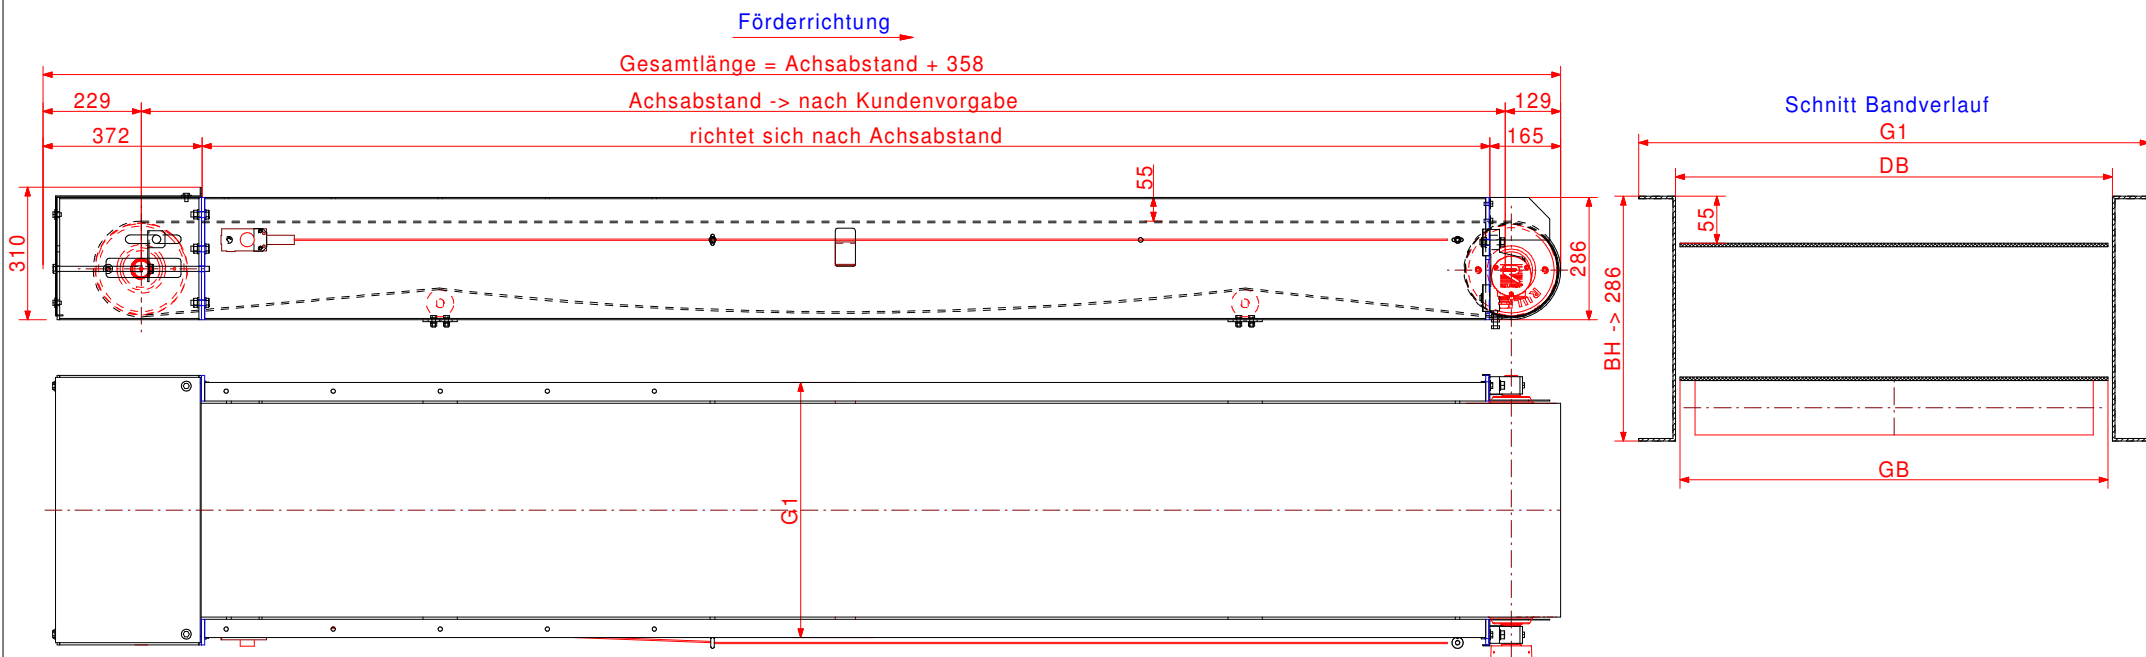 Förderrichtung
Gesamtlänge = Achsabstand + 358
229
Achsabstand -> nach Kundenvorgabe
129
Schnitt Bandverlauf
372
richtet sich nach Achsabstand
165
G1
DB
55
55
310
286
BH -> 286
GB
G1